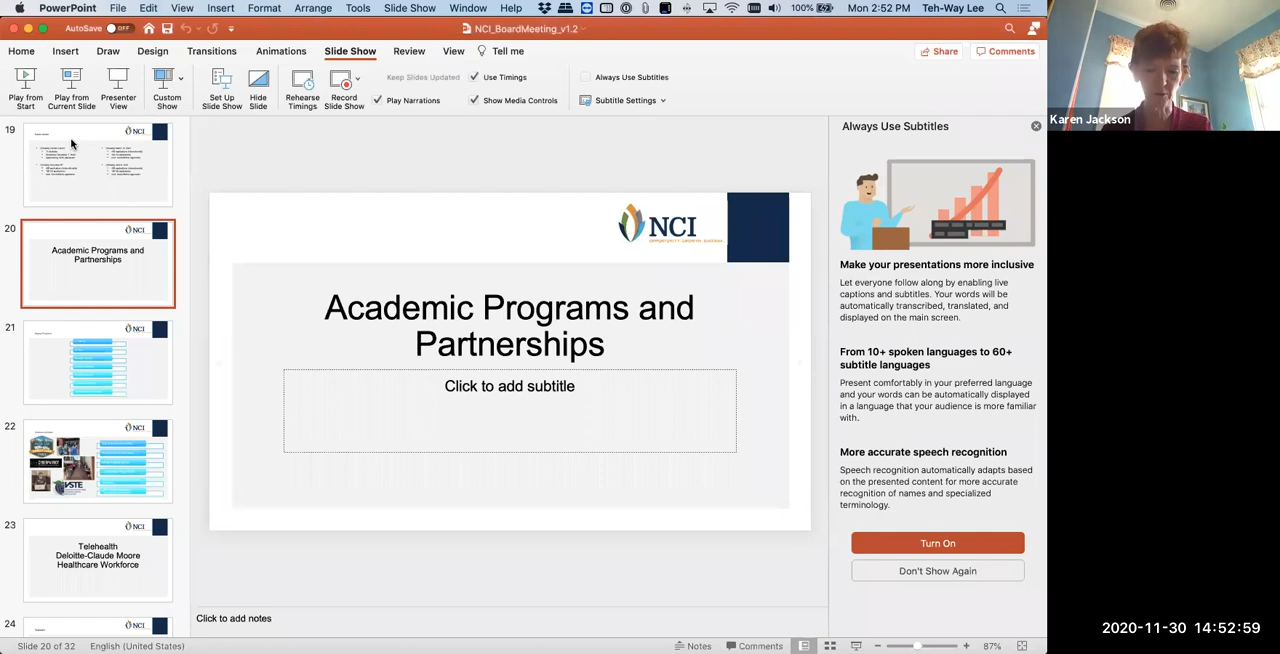 PowerPoint File Edit View Insert Format Arrange Tools Slide Show Window Help 100% Mon 2:52 PM Teh-Way Lee
AutoSave OFF NCI_BoardMeeting_v1.2
Home Insert Draw Design Transitions Animations Slide Show Review View Tell me Share Comments
Play from Start
Play from Current Slide
Presenter View
Custom Show
Set Up Slide Show
Hide Slide
Rehearse Timings
Record Slide Show
Keep Slides Updated
Use Timings
Play Narrations
Show Media Controls
Always Use Subtitles
Subtitle Settings
19
NCI
20
NCI
Academic Programs and
Partnerships
21
NCI
22
NCI
VSTE
23
NCI
Telehealth
Deloitte-Claude Moore
Healthcare Workforce
24
NCI
NCI
OPPORTUNITY. GROWTH. SUCCESS.
Academic Programs and
Partnerships
Click to add subtitle
Click to add notes
Always Use Subtitles
Make your presentations more inclusive
Let everyone follow along by enabling live
captions and subtitles. Your words will be
automatically transcribed, translated, and
displayed on the main screen.
From 10+ spoken languages to 60+
subtitle languages
Present comfortably in your preferred language
and your words can be automatically displayed
in a language that your audience is more familiar
with.
More accurate speech recognition
Speech recognition automatically adapts based
on the presented content for more accurate
recognition of names and specialized
terminology.
Turn On
Don't Show Again
Slide 20 of 32 English (United States) Notes Comments 87%
Karen Jackson
2020-11-30 14:52:59